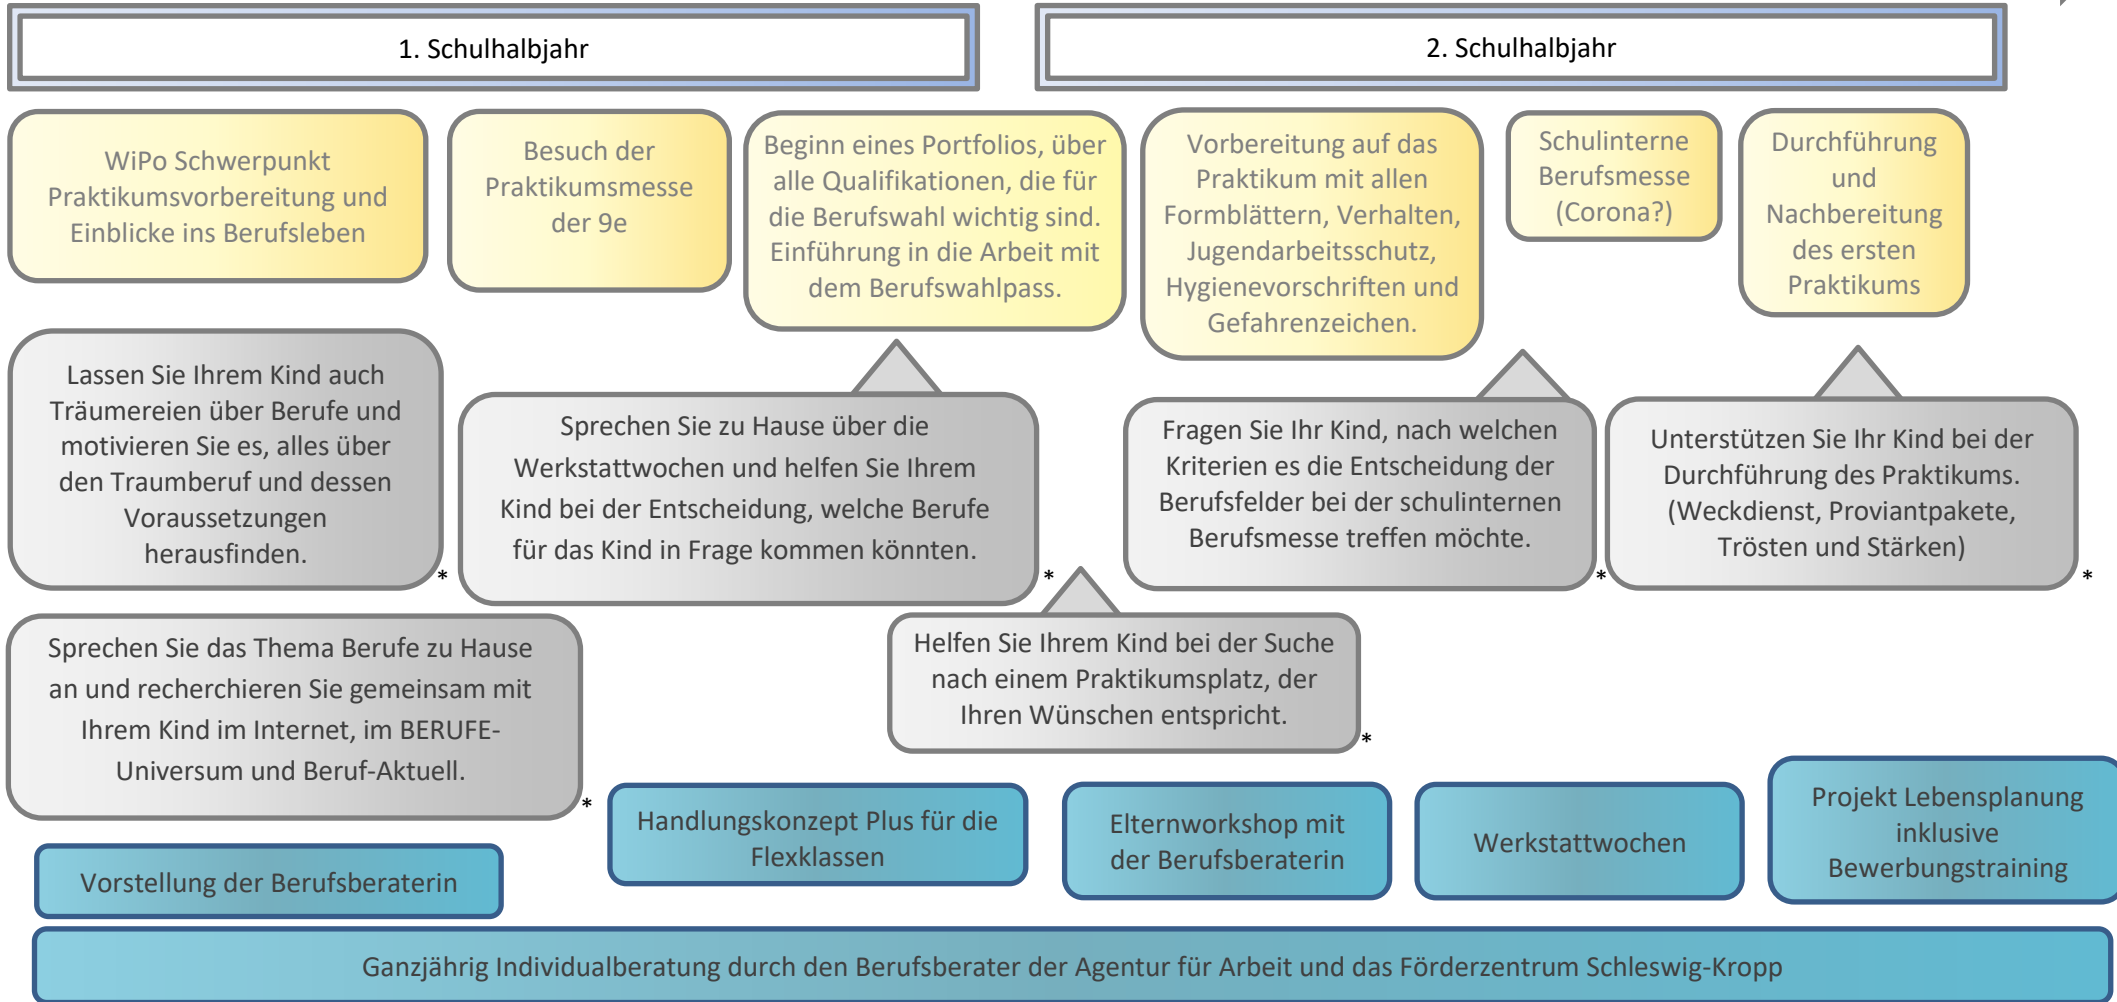 1. Schulhalbjahr
2. Schulhalbjahr
WiPo Schwerpunkt
Praktikumsvorbereitung und
Einblicke ins Berufsleben
Besuch der
Praktikumsmesse
der 9e
Beginn eines Portfolios, über
alle Qualifikationen, die für
die Berufswahl wichtig sind.
Einführung in die Arbeit mit
dem Berufswahlpass.
Vorbereitung auf das
Praktikum mit allen
Formblättern, Verhalten,
Jugendarbeitsschutz,
Hygienevorschriften und
Gefahrenzeichen.
Schulinterne
Berufsmesse
(Corona?)
Durchführung
und
Nachbereitung
des ersten
Praktikums
Lassen Sie Ihrem Kind auch
Träumereien über Berufe und
motivieren Sie es, alles über
den Traumberuf und dessen
Voraussetzungen
herausfinden.
*
Sprechen Sie zu Hause über die
Werkstattwochen und helfen Sie Ihrem
Kind bei der Entscheidung, welche Berufe
für das Kind in Frage kommen könnten.
*
Fragen Sie Ihr Kind, nach welchen
Kriterien es die Entscheidung der
Berufsfelder bei der schulinternen
Berufsmesse treffen möchte.
*
Unterstützen Sie Ihr Kind bei der
Durchführung des Praktikums.
(Weckdienst, Proviantpakete,
Trösten und Stärken)
*
Sprechen Sie das Thema Berufe zu Hause
an und recherchieren Sie gemeinsam mit
Ihrem Kind im Internet, im BERUFE-
Universum und Beruf-Aktuell.
*
Helfen Sie Ihrem Kind bei der Suche
nach einem Praktikumsplatz, der
Ihren Wünschen entspricht.
*
Vorstellung der Berufsberaterin
Handlungskonzept Plus für die
Flexklassen
Elternworkshop mit
der Berufsberaterin
Werkstattwochen
Projekt Lebensplanung
inklusive
Bewerbungstraining
Ganzjährig Individualberatung durch den Berufsberater der Agentur für Arbeit und das Förderzentrum Schleswig-Kropp